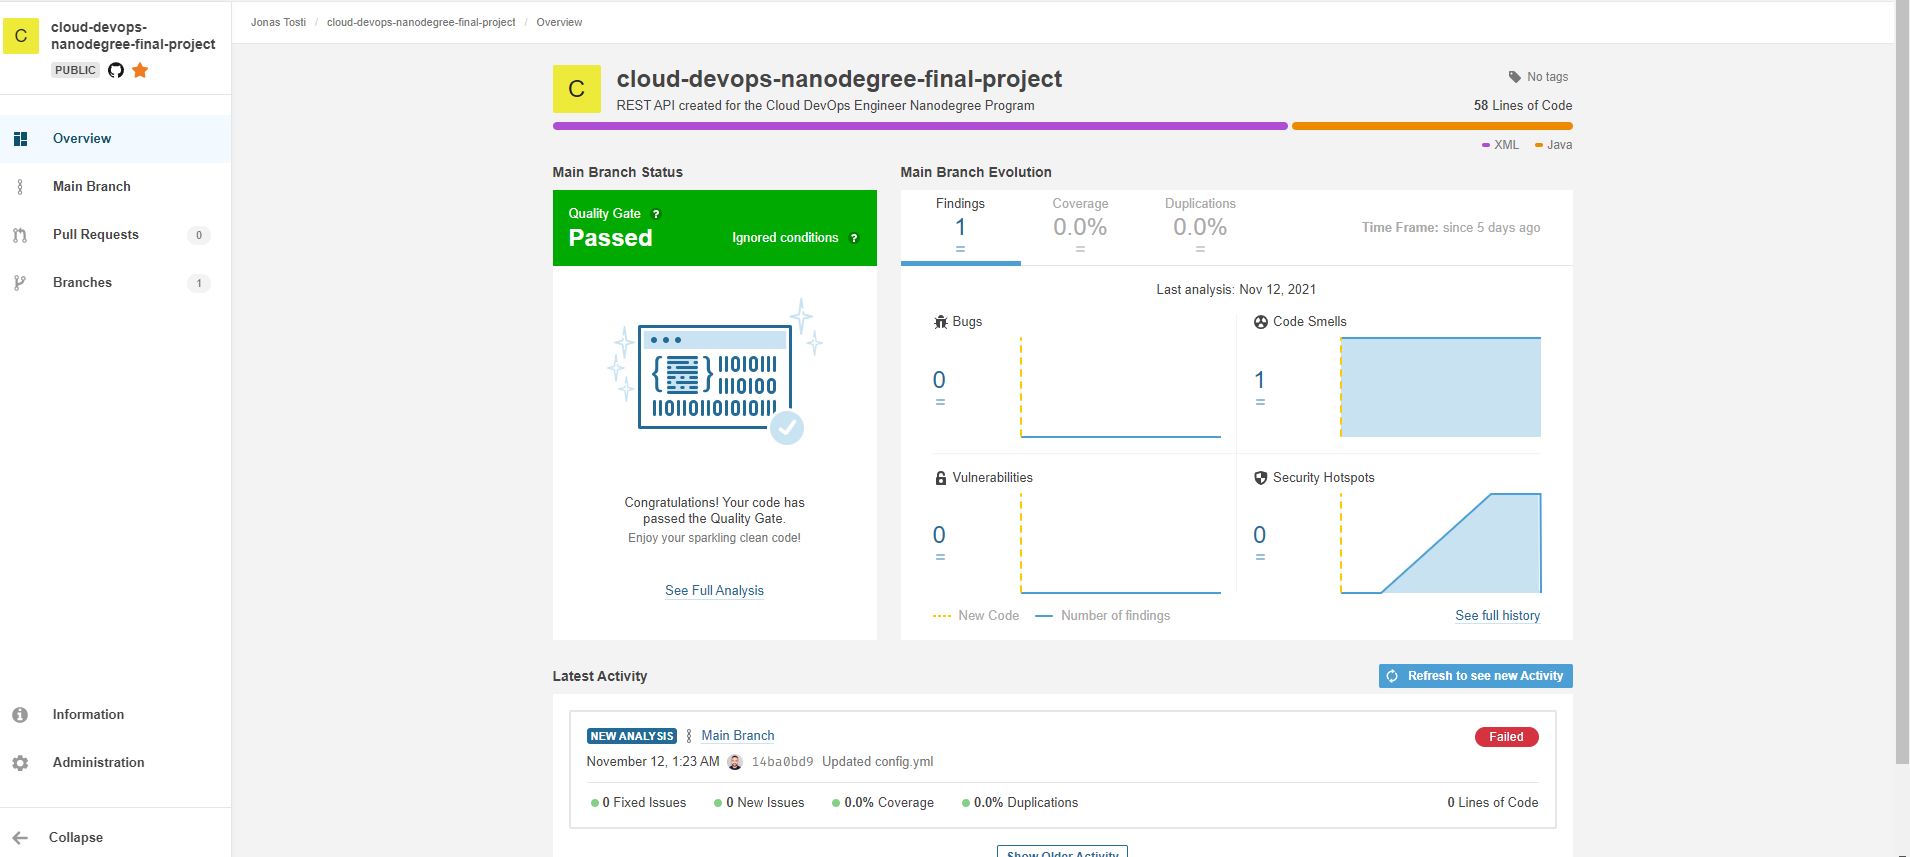 C
cloud-devops-
nanodegree-final-project
PUBLIC
Overview
Main Branch
Pull Requests 0
Branches 1
Information
Administration
Collapse
Jonas Tosti / cloud-devops-nanodegree-final-project / Overview
C
cloud-devops-nanodegree-final-project
REST API created for the Cloud DevOps Engineer Nanodegree Program
No tags
58 Lines of Code
XML Java
Main Branch Status
Quality Gate ?
Passed
Ignored conditions ?
{ } 11010111
1110100
1101101010111
Congratulations! Your code has
passed the Quality Gate.
Enjoy your sparkling clean code!
See Full Analysis
Main Branch Evolution
Findings Coverage Duplications
1 0.0% 0.0%
= = =
Time Frame: since 5 days ago
Last analysis: Nov 12, 2021
Bugs
0
=
Code Smells
1
=
Vulnerabilities
0
=
Security Hotspots
0
=
New Code Number of findings
See full history
Latest Activity
Refresh to see new Activity
NEW ANALYSIS Main Branch
Failed
November 12, 1:23 AM 14ba0bd9 Updated config.yml
0 Fixed Issues 0 New Issues 0.0% Coverage 0.0% Duplications 0 Lines of Code
Show Older Activity